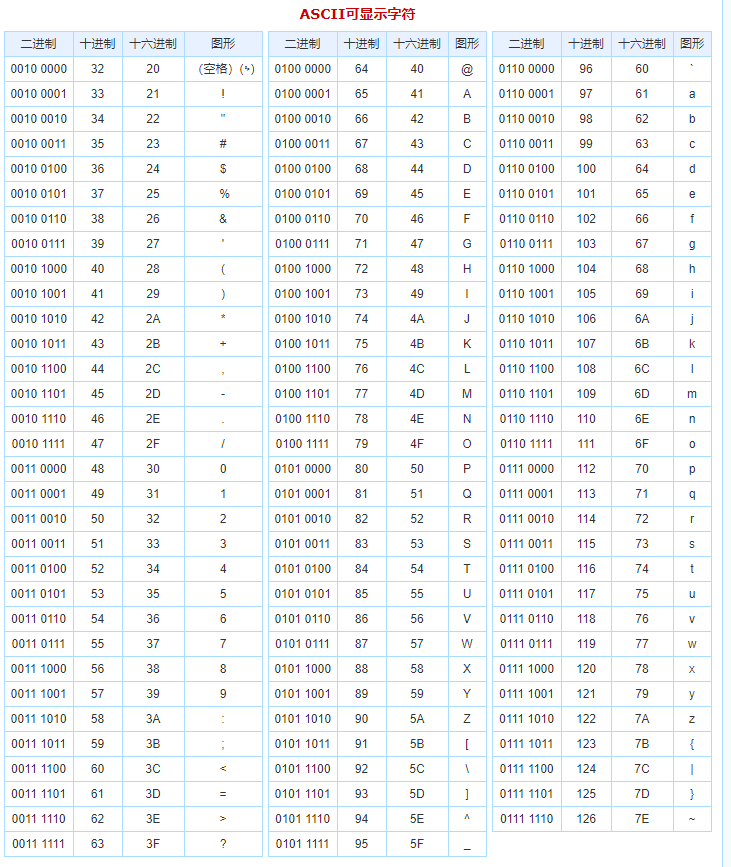 ASCII可显示字符
二进制 十进制 十六进制 图形 二进制 十进制 十六进制 图形 二进制 十进制 十六进制 图形
0010 0000 32 20 （空格）(␠) 0100 0000 64 40 @ 0110 0000 96 60 `
0010 0001 33 21 ! 0100 0001 65 41 A 0110 0001 97 61 a
0010 0010 34 22 " 0100 0010 66 42 B 0110 0010 98 62 b
0010 0011 35 23 # 0100 0011 67 43 C 0110 0011 99 63 c
0010 0100 36 24 $ 0100 0100 68 44 D 0110 0100 100 64 d
0010 0101 37 25 % 0100 0101 69 45 E 0110 0101 101 65 e
0010 0110 38 26 & 0100 0110 70 46 F 0110 0110 102 66 f
0010 0111 39 27 ' 0100 0111 71 47 G 0110 0111 103 67 g
0010 1000 40 28 ( 0100 1000 72 48 H 0110 1000 104 68 h
0010 1001 41 29 ) 0100 1001 73 49 I 0110 1001 105 69 i
0010 1010 42 2A * 0100 1010 74 4A J 0110 1010 106 6A j
0010 1011 43 2B + 0100 1011 75 4B K 0110 1011 107 6B k
0010 1100 44 2C , 0100 1100 76 4C L 0110 1100 108 6C l
0010 1101 45 2D - 0100 1101 77 4D M 0110 1101 109 6D m
0010 1110 46 2E . 0100 1110 78 4E N 0110 1110 110 6E n
0010 1111 47 2F / 0100 1111 79 4F O 0110 1111 111 6F o
0011 0000 48 30 0 0101 0000 80 50 P 0111 0000 112 70 p
0011 0001 49 31 1 0101 0001 81 51 Q 0111 0001 113 71 q
0011 0010 50 32 2 0101 0010 82 52 R 0111 0010 114 72 r
0011 0011 51 33 3 0101 0011 83 53 S 0111 0011 115 73 s
0011 0100 52 34 4 0101 0100 84 54 T 0111 0100 116 74 t
0011 0101 53 35 5 0101 0101 85 55 U 0111 0101 117 75 u
0011 0110 54 36 6 0101 0110 86 56 V 0111 0110 118 76 v
0011 0111 55 37 7 0101 0111 87 57 W 0111 0111 119 77 w
0011 1000 56 38 8 0101 1000 88 58 X 0111 1000 120 78 x
0011 1001 57 39 9 0101 1001 89 59 Y 0111 1001 121 79 y
0011 1010 58 3A : 0101 1010 90 5A Z 0111 1010 122 7A z
0011 1011 59 3B ; 0101 1011 91 5B [ 0111 1011 123 7B {
0011 1100 60 3C < 0101 1100 92 5C \ 0111 1100 124 7C |
0011 1101 61 3D = 0101 1101 93 5D ] 0111 1101 125 7D }
0011 1110 62 3E > 0101 1110 94 5E ^ 0111 1110 126 7E ~
0011 1111 63 3F ? 0101 1111 95 5F _